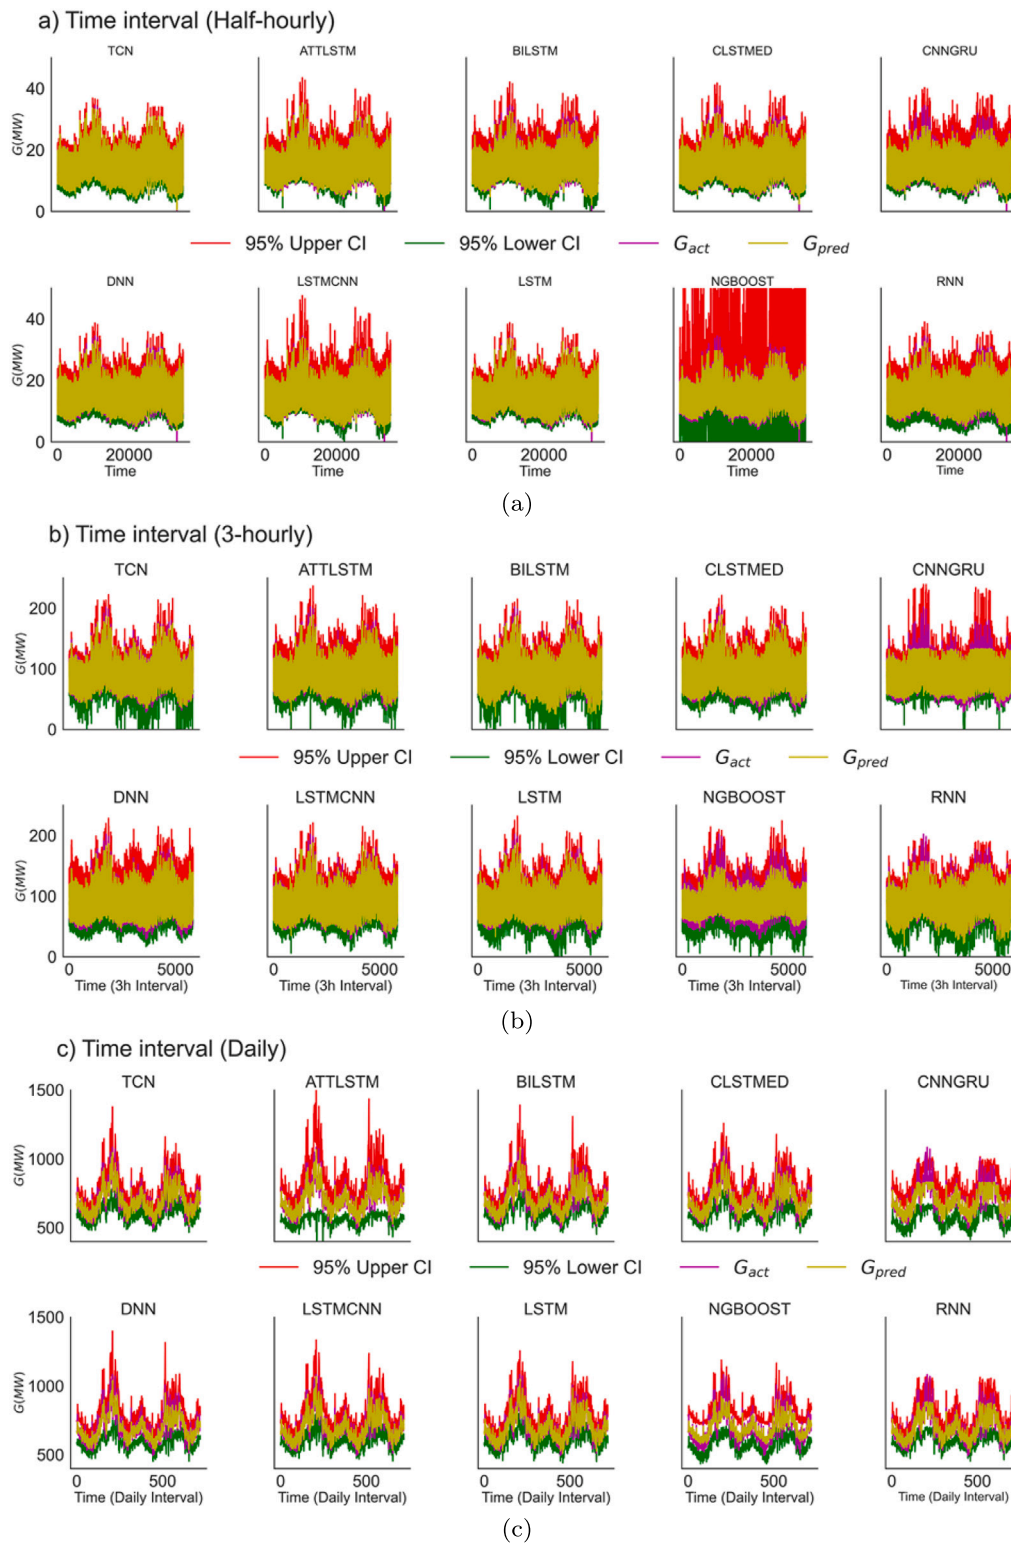 a) Time interval (Half-hourly)
TCN ATTLSTM BILSTM CLSTMED CNNGRU
G(MW)
40
20
0
95% Upper CI 95% Lower CI G_act G_pred
DNN LSTMCNN LSTM NGBOOST RNN
G(MW)
40
20
0
0 20000 0 20000 0 20000 0 20000 0 20000
Time Time Time Time Time
(a)
b) Time interval (3-hourly)
TCN ATTLSTM BILSTM CLSTMED CNNGRU
G(MW)
200
100
0
95% Upper CI 95% Lower CI G_act G_pred
DNN LSTMCNN LSTM NGBOOST RNN
G(MW)
200
100
0
0 5000 0 5000 0 5000 0 5000 0 5000
Time (3h Interval) Time (3h Interval) Time (3h Interval) Time (3h Interval) Time (3h Interval)
(b)
c) Time interval (Daily)
TCN ATTLSTM BILSTM CLSTMED CNNGRU
G(MW)
1500
1000
500
95% Upper CI 95% Lower CI G_act G_pred
DNN LSTMCNN LSTM NGBOOST RNN
G(MW)
1500
1000
500
0 500 0 500 0 500 0 500 0 500
Time (Daily Interval) Time (Daily Interval) Time (Daily Interval) Time (Daily Interval) Time (Daily Interval)
(c)